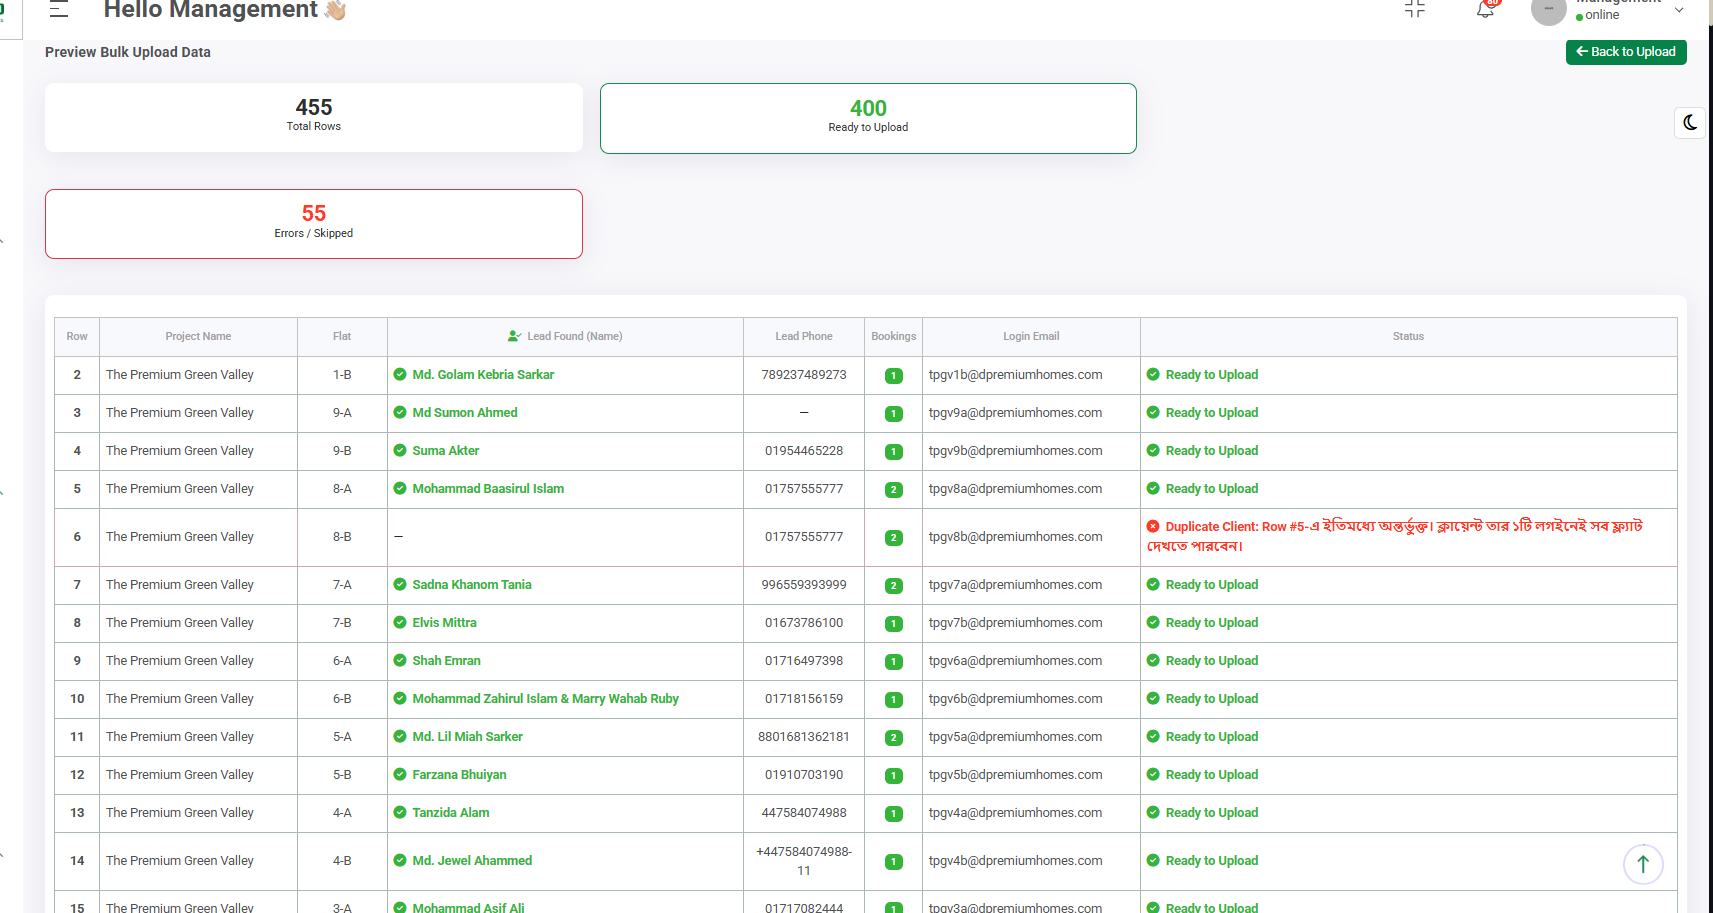 Hello Management 👋🏼
80
Management
online
Preview Bulk Upload Data
← Back to Upload
455
Total Rows
400
Ready to Upload
55
Errors / Skipped
Row Project Name Flat Lead Found (Name) Lead Phone Bookings Login Email Status
2 The Premium Green Valley 1-B Md. Golam Kebria Sarkar 789237489273 1 tpgv1b@dpremiumhomes.com Ready to Upload
3 The Premium Green Valley 9-A Md Sumon Ahmed — 1 tpgv9a@dpremiumhomes.com Ready to Upload
4 The Premium Green Valley 9-B Suma Akter 01954465228 1 tpgv9b@dpremiumhomes.com Ready to Upload
5 The Premium Green Valley 8-A Mohammad Baasirul Islam 01757555777 2 tpgv8a@dpremiumhomes.com Ready to Upload
6 The Premium Green Valley 8-B — 01757555777 2 tpgv8b@dpremiumhomes.com Duplicate Client: Row #5-এ ইতিমধ্যে অন্তর্ভুক্ত। ক্লায়েন্ট তার ১টি লগইনেই সব ফ্ল্যাট
দেখতে পারবেন।
7 The Premium Green Valley 7-A Sadna Khanom Tania 996559393999 2 tpgv7a@dpremiumhomes.com Ready to Upload
8 The Premium Green Valley 7-B Elvis Mittra 01673786100 1 tpgv7b@dpremiumhomes.com Ready to Upload
9 The Premium Green Valley 6-A Shah Emran 01716497398 1 tpgv6a@dpremiumhomes.com Ready to Upload
10 The Premium Green Valley 6-B Mohammad Zahirul Islam & Marry Wahab Ruby 01718156159 1 tpgv6b@dpremiumhomes.com Ready to Upload
11 The Premium Green Valley 5-A Md. Lil Miah Sarker 8801681362181 2 tpgv5a@dpremiumhomes.com Ready to Upload
12 The Premium Green Valley 5-B Farzana Bhuiyan 01910703190 1 tpgv5b@dpremiumhomes.com Ready to Upload
13 The Premium Green Valley 4-A Tanzida Alam 447584074988 1 tpgv4a@dpremiumhomes.com Ready to Upload
14 The Premium Green Valley 4-B Md. Jewel Ahammed +447584074988-
11 1 tpgv4b@dpremiumhomes.com Ready to Upload
15 The Premium Green Valley 3-A Mohammad Asif Ali 01717082444 1 tpgv3a@dpremiumhomes.com Ready to Upload